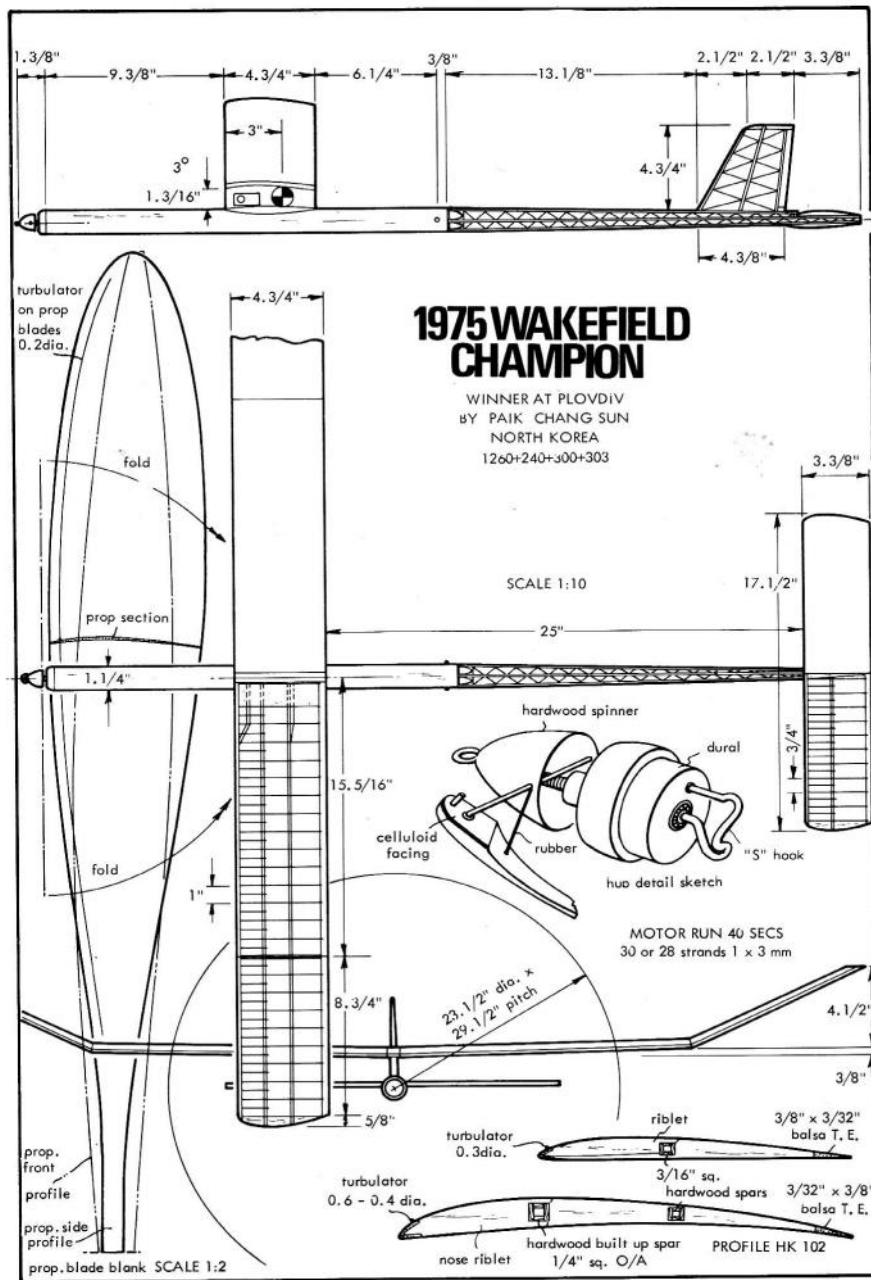 1.3/8"
9.3/8"
4.3/4"
6.1/4"
3/8"
13.1/8"
2.1/2"
2.1/2"
3.3/8"
3"
3°
1.3/16"
4.3/4"
4.3/8"
turbulator
on prop
blades
0.2dia.
4.3/4"
1975 WAKEFIELD
CHAMPION
WINNER AT PLOVDIV
BY PAIK CHANG SUN
NORTH KOREA
1260+240+300+303
fold
3.3/8"
SCALE 1:10
17.1/2"
prop section
25"
1.1/4"
hardwood spinner
dural
3/4"
15.5/16"
celluloid
facing
rubber
"S" hook
fold
hub detail sketch
1"
MOTOR RUN 40 SECS
30 or 28 strands 1 x 3 mm
8.3/4"
23.1/2" dia. x
29.1/2" pitch
4.1/2"
3/8"
5/8"
riblet
3/8" x 3/32"
balsa T. E.
turbulator
0.3dia.
3/16" sq.
hardwood spars
prop.
front
profile
turbulator
0.6 - 0.4 dia.
3/32" x 3/8"
balsa T. E.
prop. side
profile
nose riblet
hardwood built up spar
1/4" sq. O/A
PROFILE HK 102
prop. blade blank SCALE 1:2